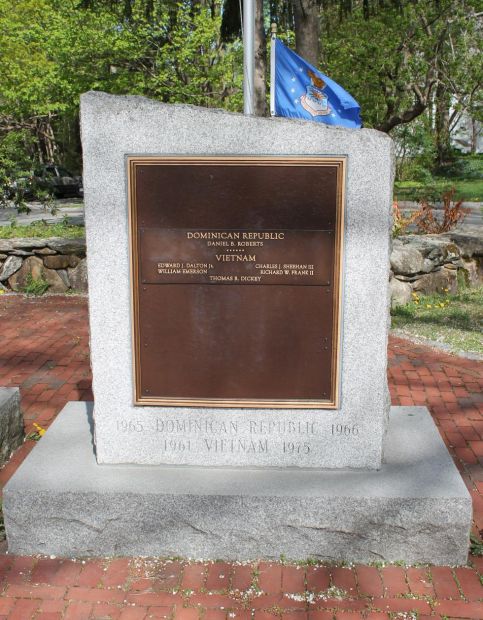 DOMINICAN REPUBLIC
DANIEL B. ROBERTS
••••••
VIETNAM
EDWARD J. DALTON Jr. CHARLES J. SHEEHAN III
WILLIAM EMERSON RICHARD W. FRANK II
THOMAS R. DICKEY
1965 DOMINICAN REPUBLIC 1966
1961 VIETNAM 1975